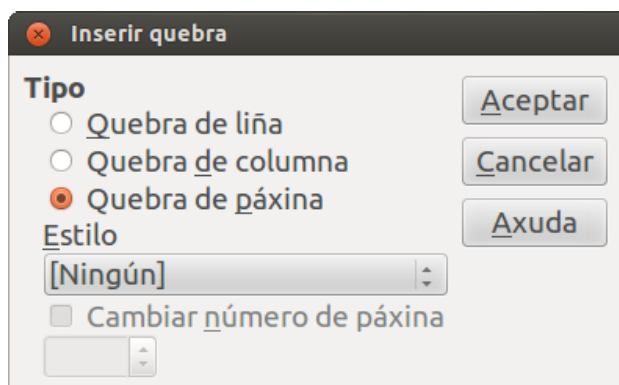 Inserir quebra
Tipo
Quebra de liña
Quebra de columna
Quebra de páxina
Estilo
[Ningún]
Cambiar número de páxina
Aceptar
Cancelar
Axuda